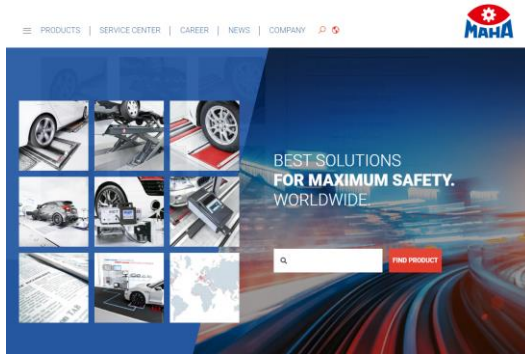 PRODUCTS | SERVICE CENTER | CAREER | NEWS | COMPANY
MAHA
BEST SOLUTIONS
FOR MAXIMUM SAFETY.
WORLDWIDE.
FIND PRODUCT